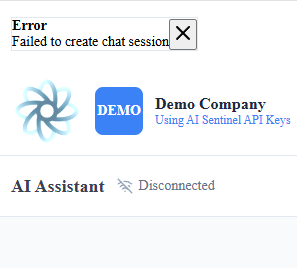 Error
Failed to create chat session
DEMO
Demo Company
Using AI Sentinel API Keys
AI Assistant
Disconnected